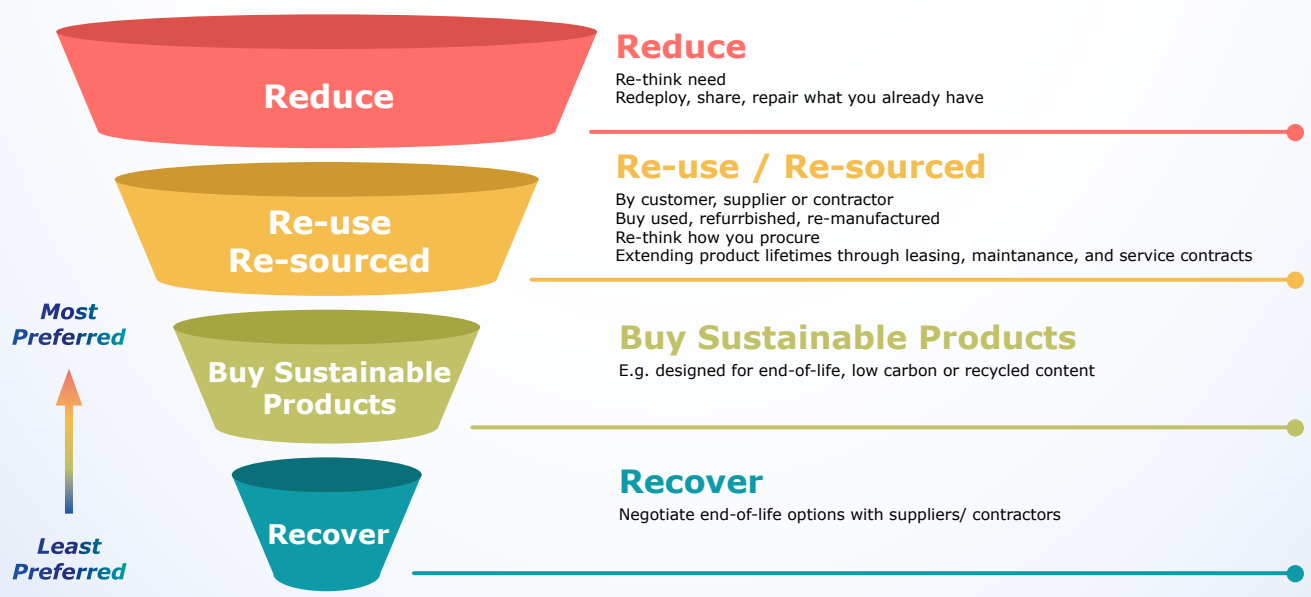 Reduce
Reduce
Re-think need
Redeploy, share, repair what you already have
Re-use
Re-sourced
Re-use / Re-sourced
By customer, supplier or contractor
Buy used, refurrbished, re-manufactured
Re-think how you procure
Extending product lifetimes through leasing, maintanance, and service contracts
Most
Preferred
Buy Sustainable
Products
Buy Sustainable Products
E.g. designed for end-of-life, low carbon or recycled content
Least
Preferred
Recover
Recover
Negotiate end-of-life options with suppliers/ contractors